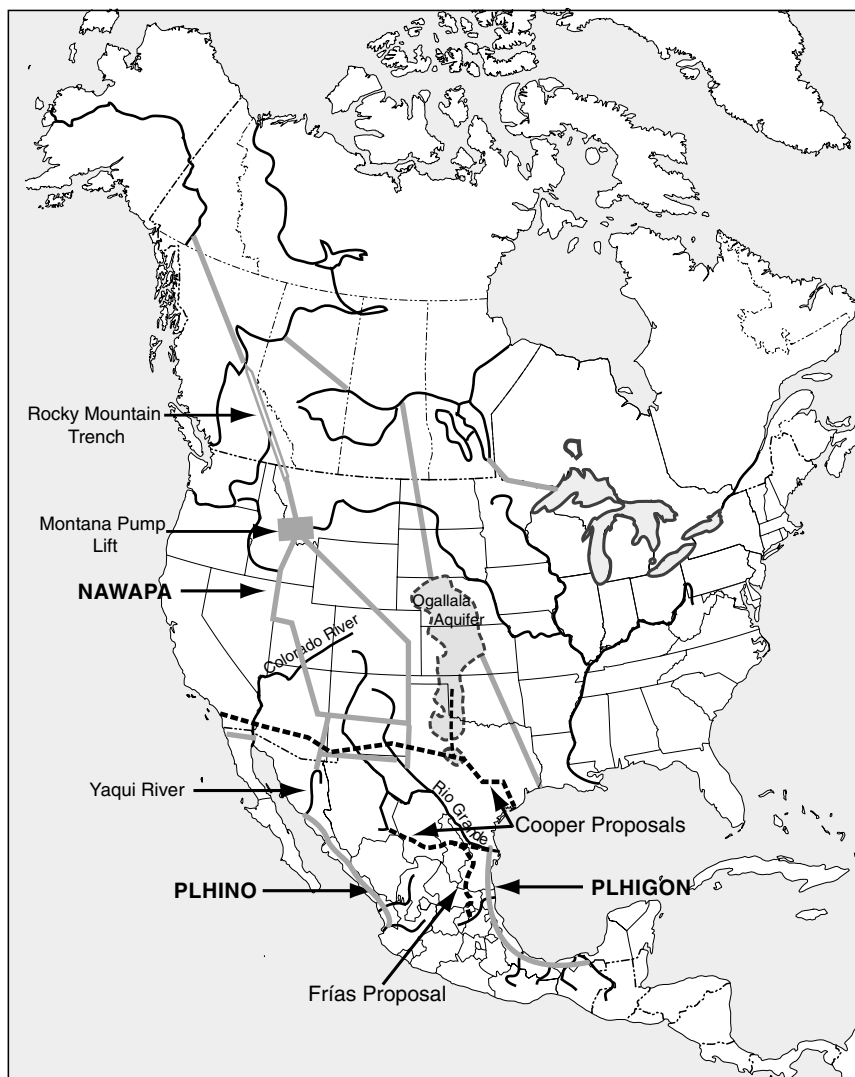 Rocky Mountain
Trench
Montana Pump
Lift
NAWAPA
Ogallala
Aquifer
Colorado River
Yaqui River
Rio Grande
Cooper Proposals
PLHINO
PLHIGON
Frías Proposal